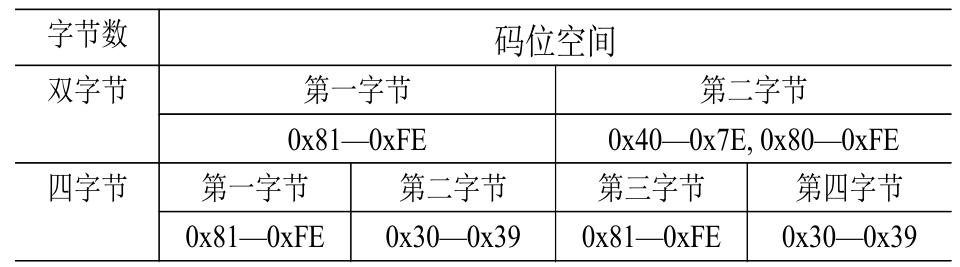 字节数 码位空间
双字节 第一字节 第二字节
0x81—0xFE 0x40—0x7E, 0x80—0xFE
四字节 第一字节 第二字节 第三字节 第四字节
0x81—0xFE 0x30—0x39 0x81—0xFE 0x30—0x39